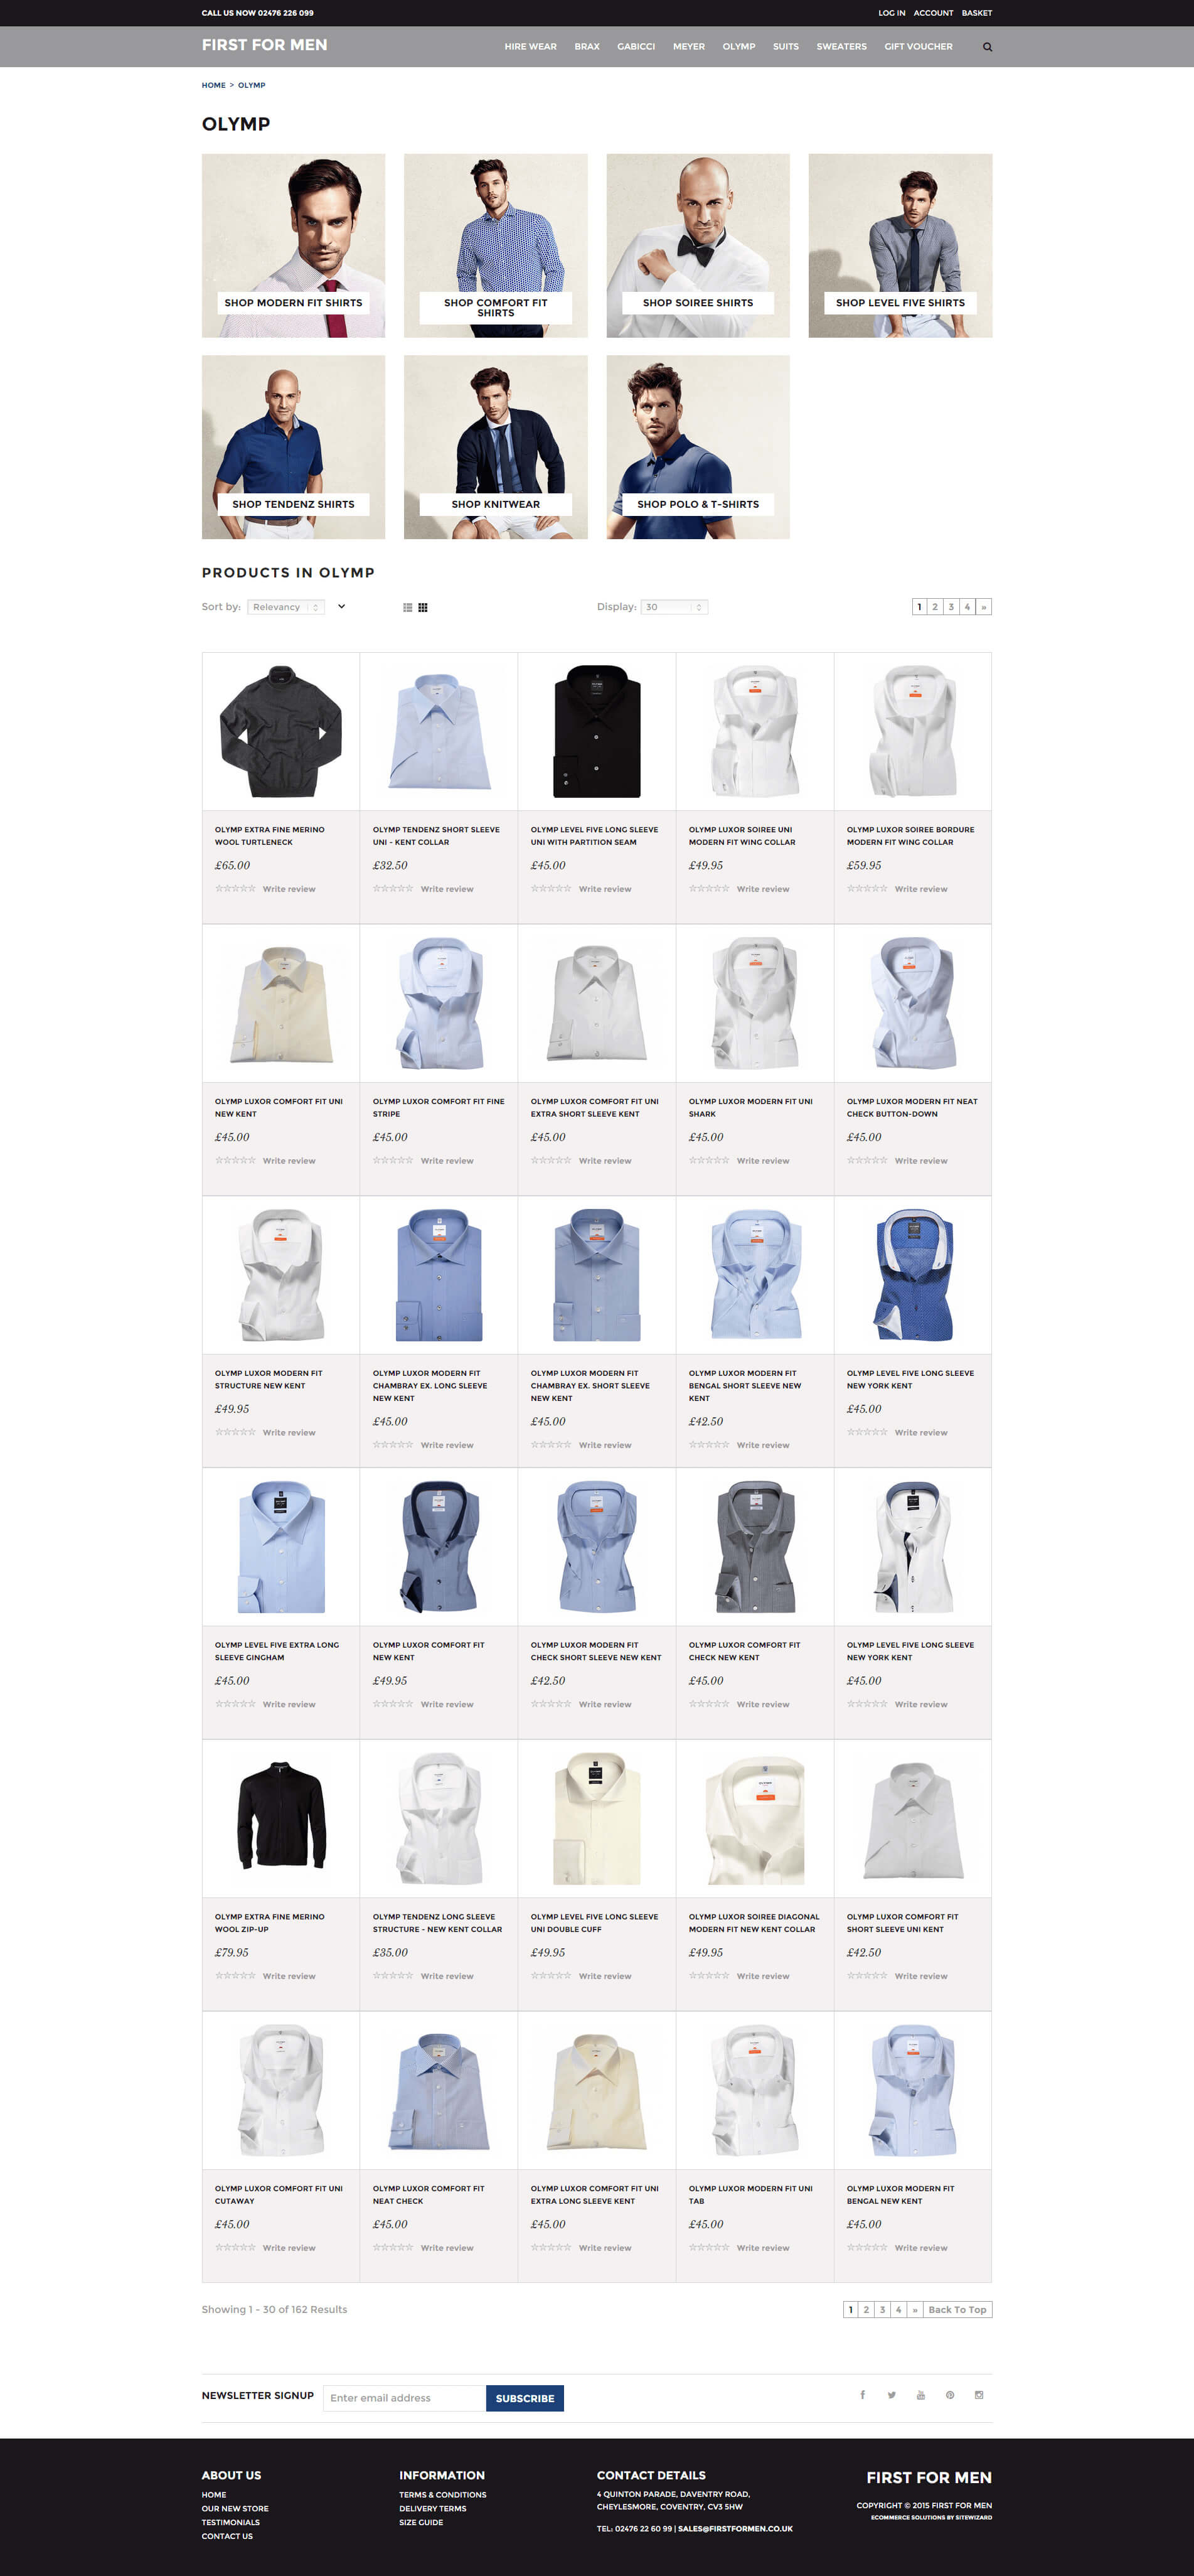 CALL US NOW 02476 226 099
LOG IN ACCOUNT BASKET
FIRST FOR MEN
HIRE WEAR BRAX GABICCI MEYER OLYMP SUITS SWEATERS GIFT VOUCHER
HOME > OLYMP
OLYMP
SHOP MODERN FIT SHIRTS
SHOP COMFORT FIT
SHIRTS
SHOP SOIREE SHIRTS
SHOP LEVEL FIVE SHIRTS
SHOP TENDENZ SHIRTS
SHOP KNITWEAR
SHOP POLO & T-SHIRTS
PRODUCTS IN OLYMP
Sort by: Relevancy
Display: 30
1 2 3 4 »
OLYMP EXTRA FINE MERINO
WOOL TURTLENECK
£65.00
Write review
OLYMP TENDENZ SHORT SLEEVE
UNI - KENT COLLAR
£32.50
Write review
OLYMP LEVEL FIVE LONG SLEEVE
UNI WITH PARTITION SEAM
£45.00
Write review
OLYMP LUXOR SOIREE UNI
MODERN FIT WING COLLAR
£49.95
Write review
OLYMP LUXOR SOIREE BORDURE
MODERN FIT WING COLLAR
£59.95
Write review
OLYMP LUXOR COMFORT FIT UNI
NEW KENT
£45.00
Write review
OLYMP LUXOR COMFORT FIT FINE
STRIPE
£45.00
Write review
OLYMP LUXOR COMFORT FIT UNI
EXTRA SHORT SLEEVE KENT
£45.00
Write review
OLYMP LUXOR MODERN FIT UNI
SHARK
£45.00
Write review
OLYMP LUXOR MODERN FIT NEAT
CHECK BUTTON-DOWN
£45.00
Write review
OLYMP LUXOR MODERN FIT
STRUCTURE NEW KENT
£49.95
Write review
OLYMP LUXOR MODERN FIT
CHAMBRAY EX. LONG SLEEVE
NEW KENT
£45.00
Write review
OLYMP LUXOR MODERN FIT
CHAMBRAY EX. SHORT SLEEVE
NEW KENT
£45.00
Write review
OLYMP LUXOR MODERN FIT
BENGAL SHORT SLEEVE NEW
KENT
£42.50
Write review
OLYMP LEVEL FIVE LONG SLEEVE
NEW YORK KENT
£45.00
Write review
OLYMP LEVEL FIVE EXTRA LONG
SLEEVE GINGHAM
£45.00
Write review
OLYMP LUXOR COMFORT FIT
NEW KENT
£49.95
Write review
OLYMP LUXOR MODERN FIT
CHECK SHORT SLEEVE NEW KENT
£42.50
Write review
OLYMP LUXOR COMFORT FIT
CHECK NEW KENT
£45.00
Write review
OLYMP LEVEL FIVE LONG SLEEVE
NEW YORK KENT
£45.00
Write review
OLYMP EXTRA FINE MERINO
WOOL ZIP-UP
£79.95
Write review
OLYMP TENDENZ LONG SLEEVE
STRUCTURE - NEW KENT COLLAR
£35.00
Write review
OLYMP LEVEL FIVE LONG SLEEVE
UNI DOUBLE CUFF
£49.95
Write review
OLYMP LUXOR SOIREE DIAGONAL
MODERN FIT NEW KENT COLLAR
£49.95
Write review
OLYMP LUXOR COMFORT FIT
SHORT SLEEVE UNI KENT
£42.50
Write review
OLYMP LUXOR COMFORT FIT UNI
CUTAWAY
£45.00
Write review
OLYMP LUXOR COMFORT FIT
NEAT CHECK
£45.00
Write review
OLYMP LUXOR COMFORT FIT UNI
EXTRA LONG SLEEVE KENT
£45.00
Write review
OLYMP LUXOR MODERN FIT UNI
TAB
£45.00
Write review
OLYMP LUXOR MODERN FIT
BENGAL NEW KENT
£45.00
Write review
Showing 1 - 30 of 162 Results
1 2 3 4 » Back To Top
NEWSLETTER SIGNUP Enter email address SUBSCRIBE
ABOUT US
HOME
OUR NEW STORE
TESTIMONIALS
CONTACT US
INFORMATION
TERMS & CONDITIONS
DELIVERY TERMS
SIZE GUIDE
CONTACT DETAILS
4 QUINTON PARADE, DAVENTRY ROAD,
CHEYLESMORE, COVENTRY, CV3 5HW
TEL: 02476 22 60 99 | SALES@FIRSTFORMEN.CO.UK
FIRST FOR MEN
COPYRIGHT © 2015 FIRST FOR MEN
ECOMMERCE SOLUTIONS BY SITEWIZARD